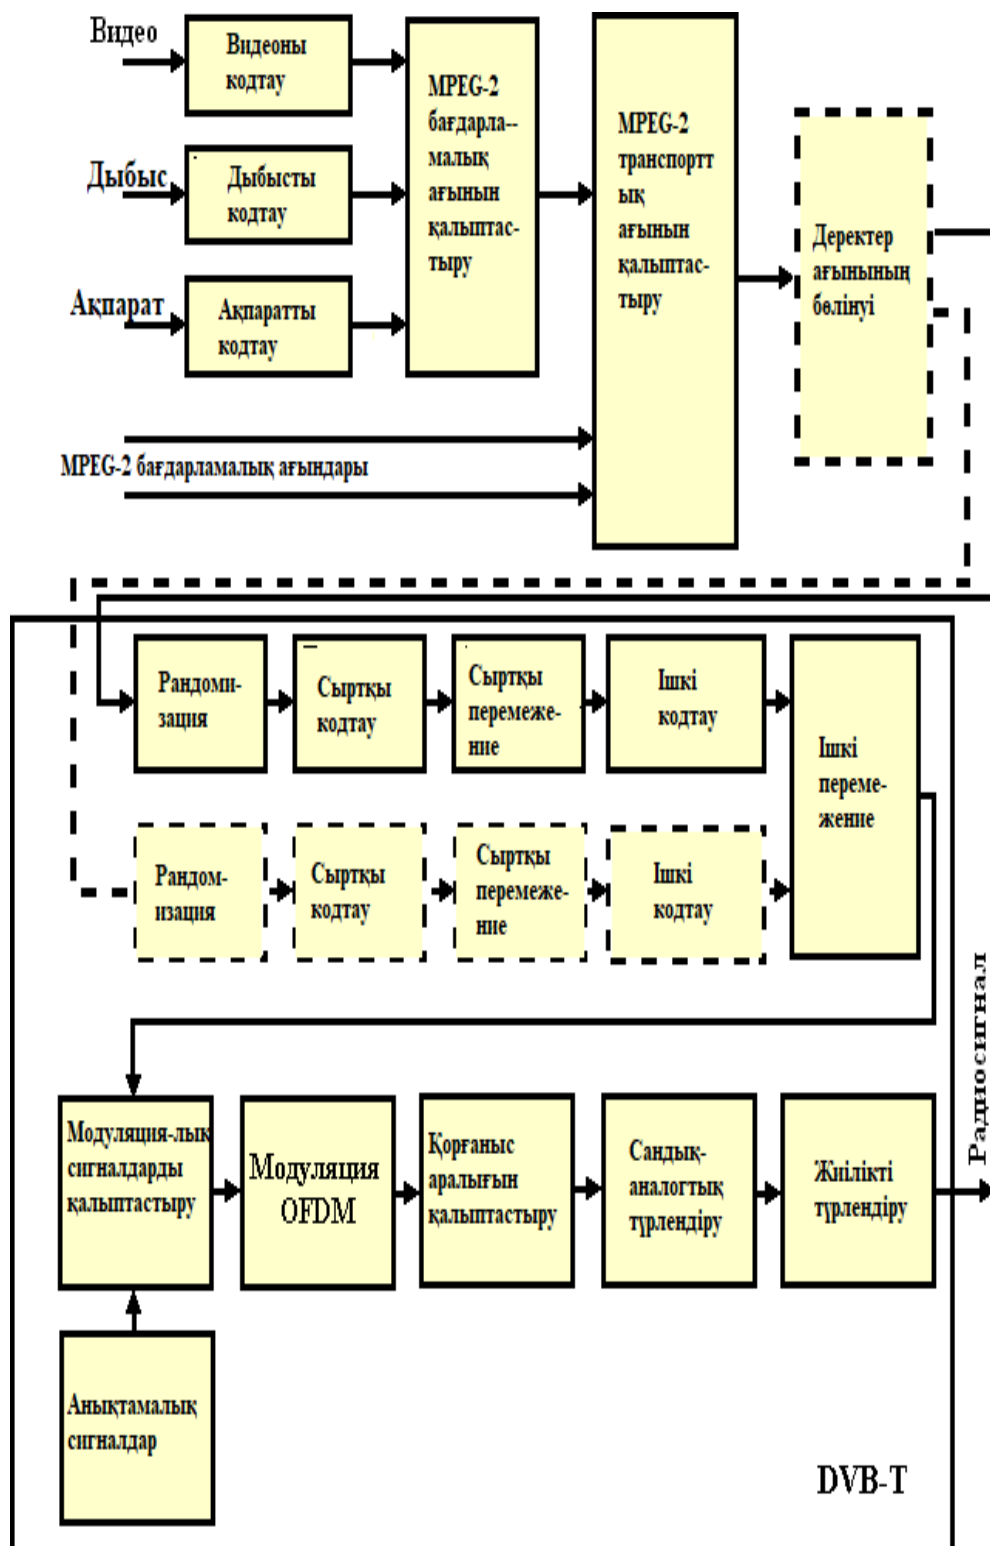 Видео
Видеоны
кодтау
MPEG-2
бағдарла--
малық
ағынын
қалыптас-
тыру
MPEG-2
транспортт
ық
ағынын
қалыптас-
тыру
Дыбыс
Дыбысты
кодтау
Деректер
ағынының
бөлінуі
Ақпарат
Ақпаратты
кодтау
MPEG-2 бағдарламалық ағындары
Рандоми-
зация
Сыртқы
кодтау
Сыртқы
перемеже-
ние
Ішкі
кодтау
Ішкі
переме-
жение
Рандом-
изация
Сыртқы
кодтау
Сыртқы
перемеже-
ние
Ішкі
кодтау
Радиосигнал
Модуляция-лық
сигналдарды
қалыптастыру
Модуляция
OFDM
Қорғаныс
аралығын
қалыптастыру
Сандық-
аналогтық
түрлендіру
Жиілікті
түрлендіру
Анықтамалық
сигналдар
DVB-T